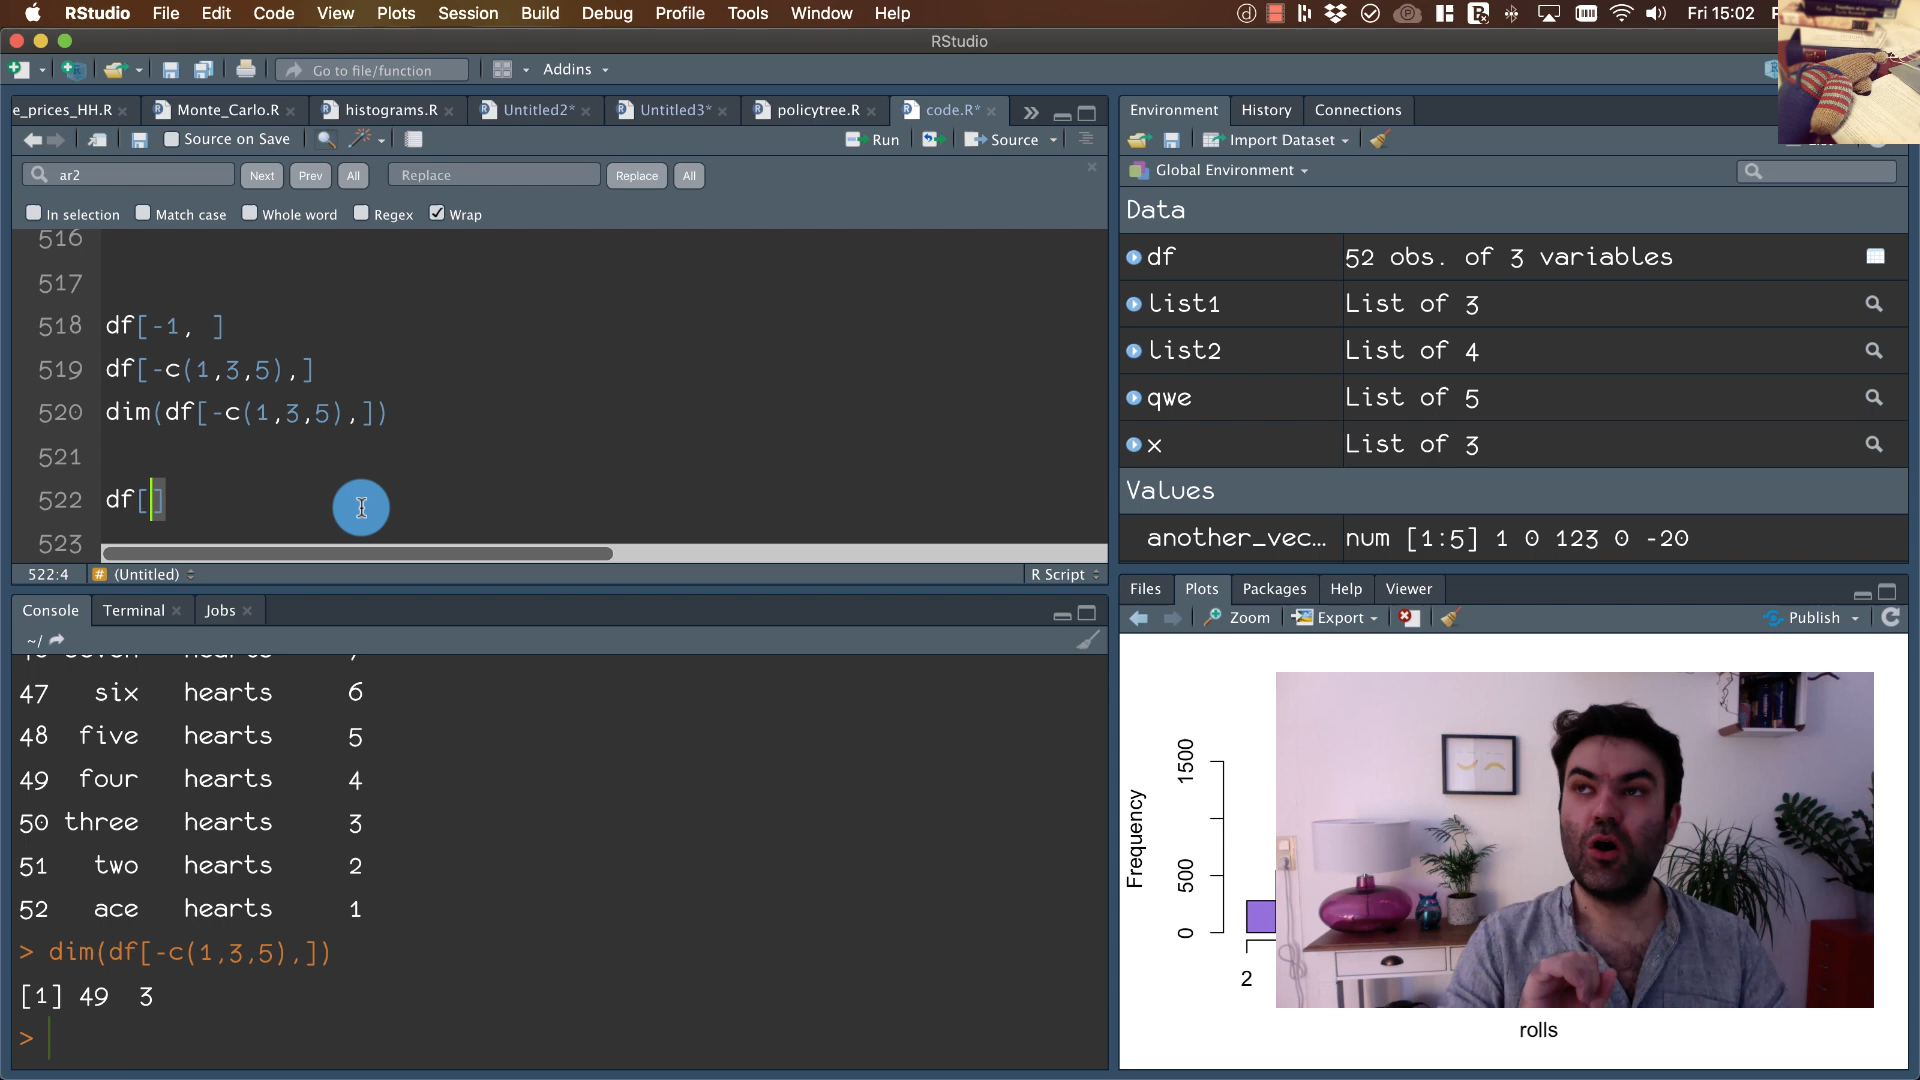 RStudio File Edit Code View Plots Session Build Debug Profile Tools Window Help Fri 15:02
RStudio
Go to file/function Addins
e_prices_HH.R Monte_Carlo.R histograms.R Untitled2* Untitled3* policytree.R code.R*
Source on Save Run Source
ar2 Next Prev All Replace Replace All
In selection Match case Whole word Regex Wrap
516
517
518 df[-1, ]
519 df[-c(1,3,5),]
520 dim(df[-c(1,3,5),])
521
522 df[]
523
522:4 # (Untitled) R Script
Console Terminal Jobs
~/
47 six hearts 6
48 five hearts 5
49 four hearts 4
50 three hearts 3
51 two hearts 2
52 ace hearts 1
> dim(df[-c(1,3,5),])
[1] 49 3
>
Environment History Connections
Import Dataset
Global Environment
Data
df 52 obs. of 3 variables
list1 List of 3
list2 List of 4
qwe List of 5
x List of 3
Values
another_vec... num [1:5] 1 0 123 0 -20
Files Plots Packages Help Viewer
Zoom Export Publish
Frequency
1500
500
0
2
rolls